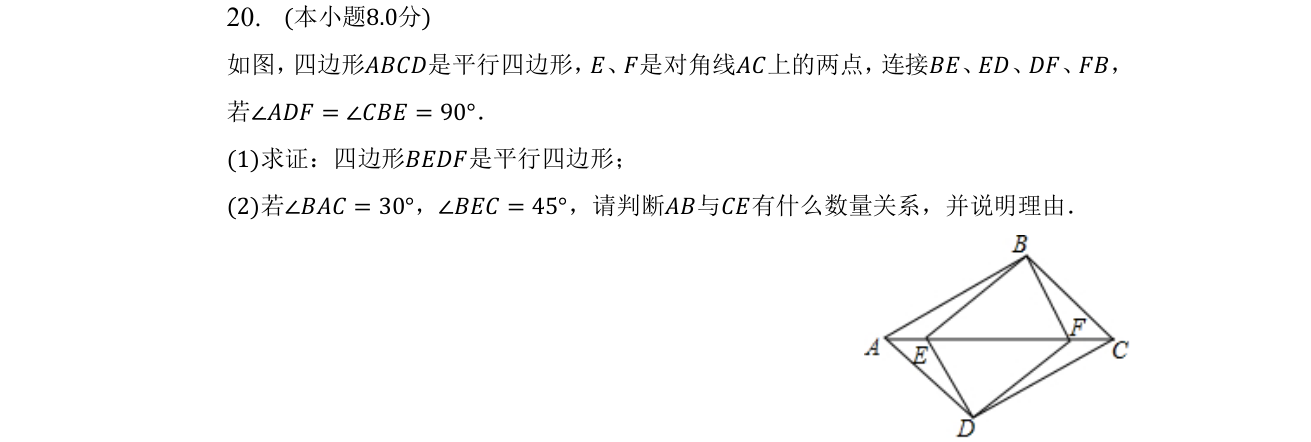 20. (本小题8.0分)
如图，四边形ABCD是平行四边形，E、F是对角线AC上的两点，连接BE、ED、DF、FB，
若∠ADF = ∠CBE = 90°．
(1)求证：四边形BEDF是平行四边形；
(2)若∠BAC = 30°，∠BEC = 45°，请判断AB与CE有什么数量关系，并说明理由．
B
F
A
E
C
D